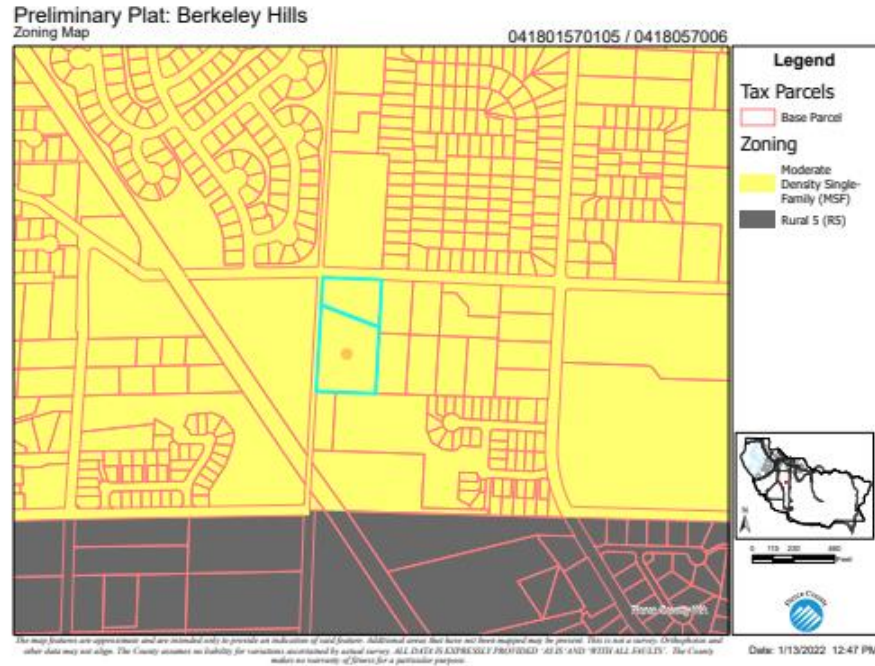 Preliminary Plat: Berkeley Hills
Zoning Map
041801570105 / 0418057006
Legend
Tax Parcels
Base Parcel
Zoning
Moderate
Density Single-
Family (MSF)
Rural 5 (R5)
N
Pierce County
The map features are approximate and are intended only to provide an indication of said feature. Additional areas that have not been mapped may be present. This is not a survey. Orthophotos and
other data may not align. The County assumes no liability for variations ascertained by actual survey. ALL DATA IS EXPRESSLY PROVIDED 'AS IS' AND 'WITH ALL FAULTS'. The County
makes no warranty of fitness for a particular purpose.
Date: 1/13/2022 12:47 PM